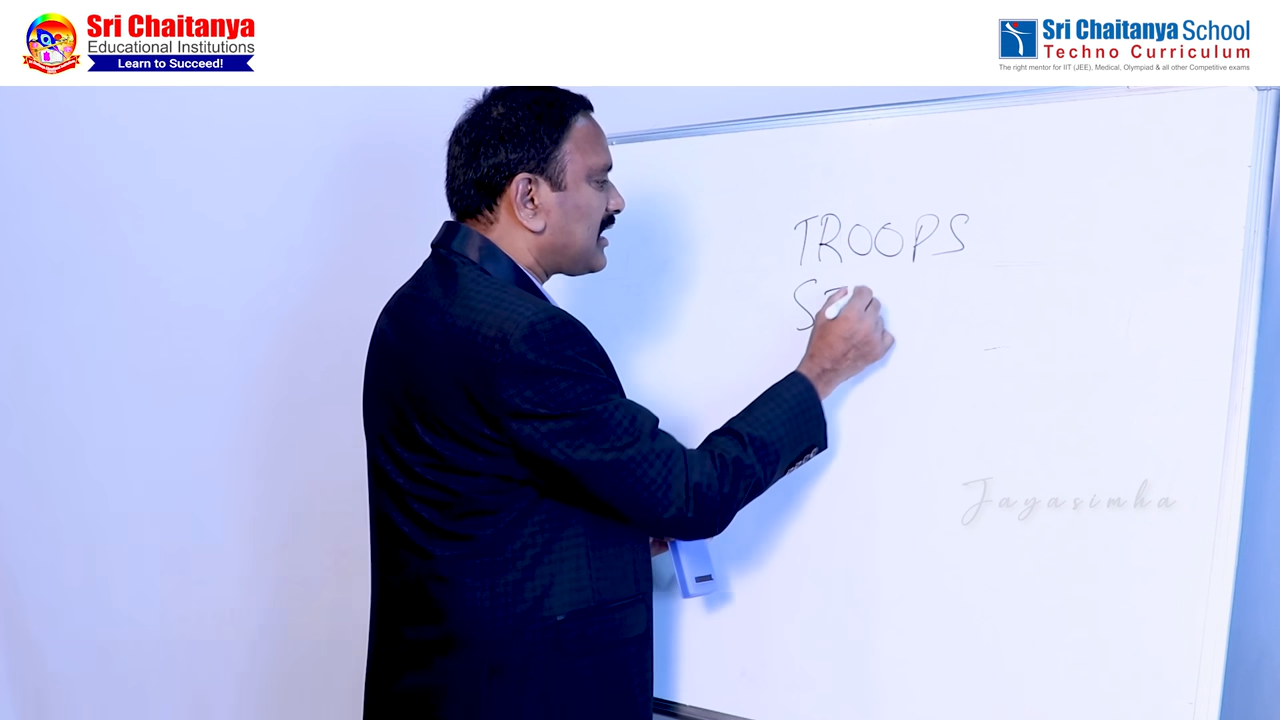 Sri Chaitanya
Educational Institutions
Learn to Succeed!
Sri Chaitanya School
Techno Curriculum
The right mentor for IIT (JEE), Medical, Olympiad & all other Competitive exams
TROOPS
Jayasimha